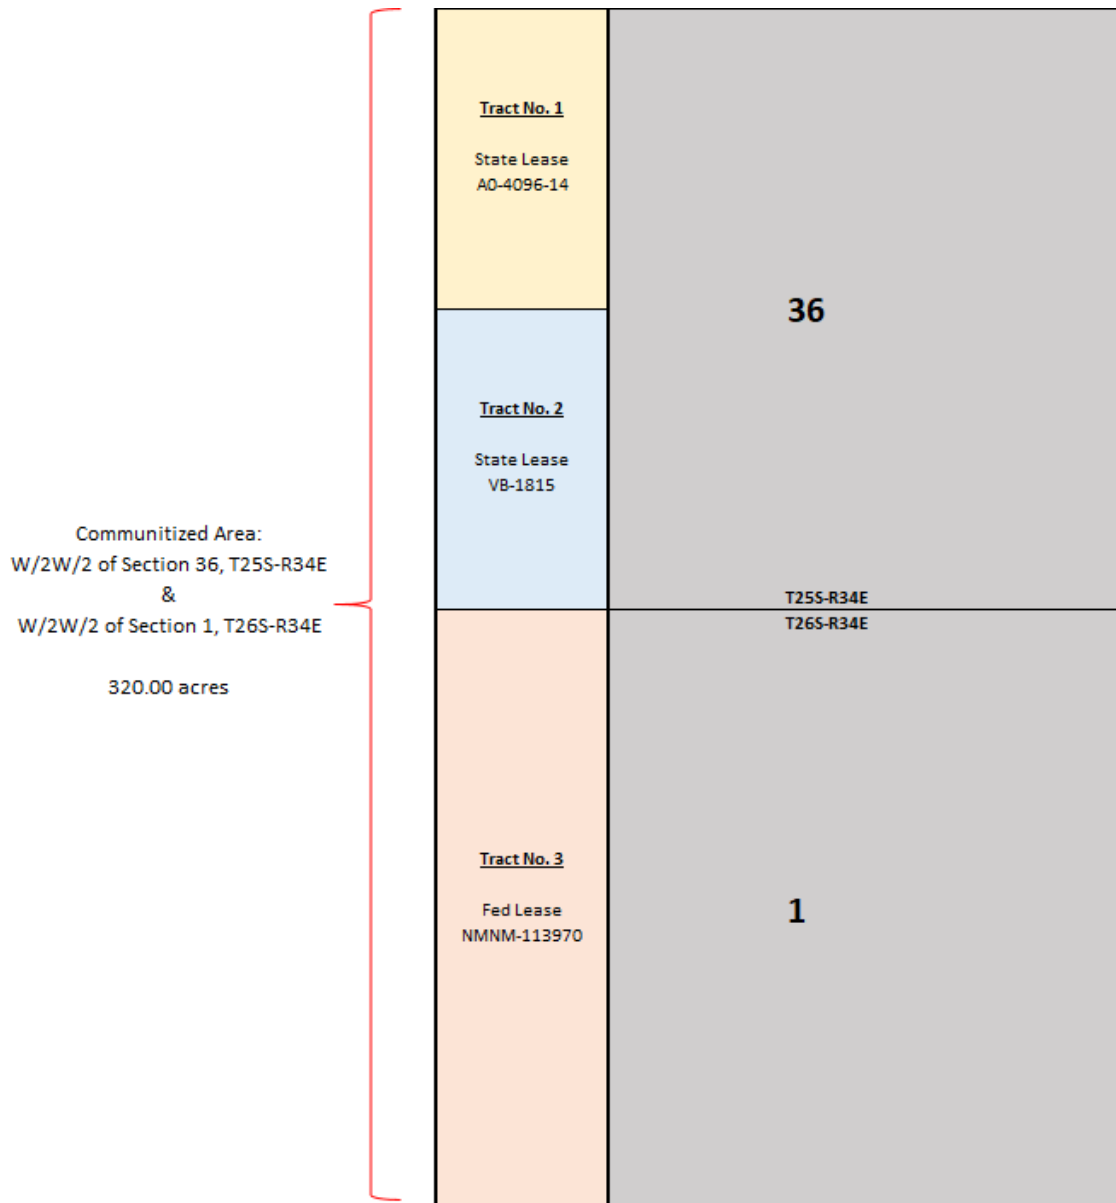 Tract No. 1
State Lease
A0-4096-14
36
Tract No. 2
State Lease
VB-1815
Communitized Area:
W/2W/2 of Section 36, T25S-R34E
&
W/2W/2 of Section 1, T26S-R34E
320.00 acres
T25S-R34E
T26S-R34E
Tract No. 3
Fed Lease
NMNM-113970
1